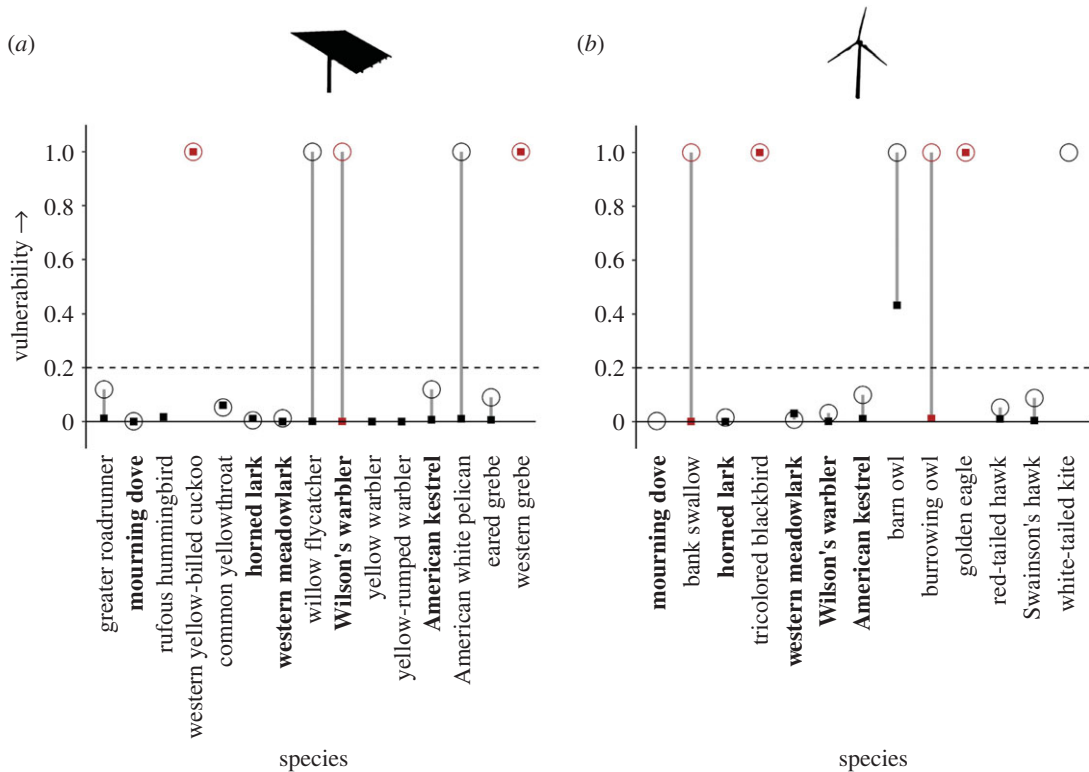 (a)
(b)
vulnerability →
1.0
0.8
0.6
0.4
0.2
0
greater roadrunner
mourning dove
rufous hummingbird
western yellow-billed cuckoo
common yellowthroat
horned lark
western meadowlark
willow flycatcher
Wilson's warbler
yellow warbler
yellow-rumped warbler
American kestrel
American white pelican
eared grebe
western grebe
species
1.0
0.8
0.6
0.4
0.2
0
mourning dove
bank swallow
horned lark
tricolored blackbird
western meadowlark
Wilson's warbler
American kestrel
barn owl
burrowing owl
golden eagle
red-tailed hawk
Swainson's hawk
white-tailed kite
species